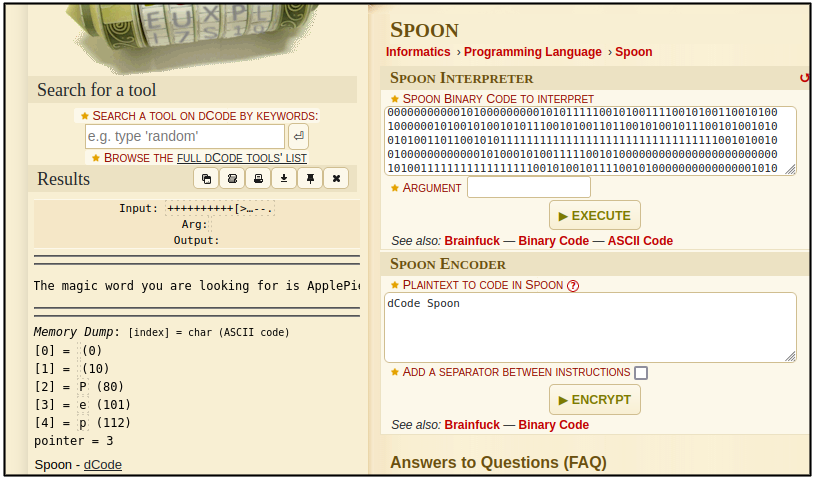 EUXPL
Search for a tool
SEARCH A TOOL ON DCODE BY KEYWORDS:
e.g. type 'random'
BROWSE THE FULL DCODE TOOLS' LIST
Results
Input: ++++++++++[>…--.
Arg:
Output:
The magic word you are looking for is ApplePie
Memory Dump: [index] = char (ASCII code)
[0] = (0)
[1] = (10)
[2] = P (80)
[3] = e (101)
[4] = p (112)
pointer = 3
Spoon - dCode
SPOON
Informatics › Programming Language › Spoon
SPOON INTERPRETER
SPOON BINARY CODE TO INTERPRET
ARGUMENT
▶ EXECUTE
See also: Brainfuck — Binary Code — ASCII Code
SPOON ENCODER
PLAINTEXT TO CODE IN SPOON ?
dCode Spoon
ADD A SEPARATOR BETWEEN INSTRUCTIONS
▶ ENCRYPT
See also: Brainfuck — Binary Code
Answers to Questions (FAQ)